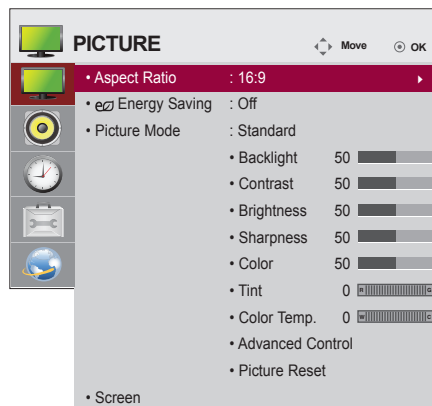 PICTURE Move OK
• Aspect Ratio : 16:9
• Energy Saving : Off
• Picture Mode : Standard
• Backlight 50
• Contrast 50
• Brightness 50
• Sharpness 50
• Color 50
• Tint 0 R G
• Color Temp. 0 W C
• Advanced Control
• Picture Reset
• Screen